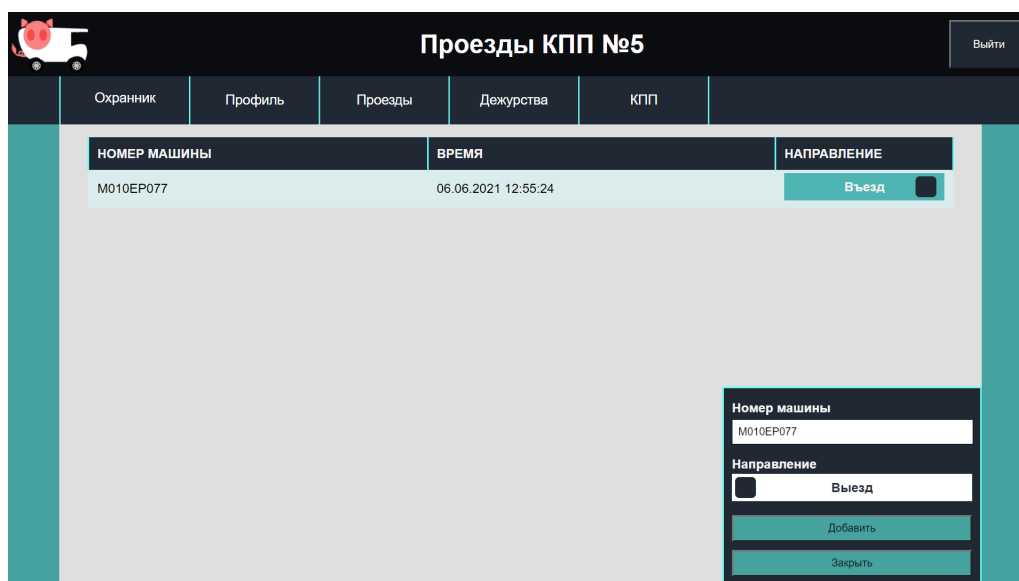 Проезды КПП №5
Выйти
Охранник Профиль Проезды Дежурства КПП
НОМЕР МАШИНЫ ВРЕМЯ НАПРАВЛЕНИЕ
М010ЕР077 06.06.2021 12:55:24 Въезд
Номер машины
М010ЕР077
Направление
Выезд
Добавить
Закрыть